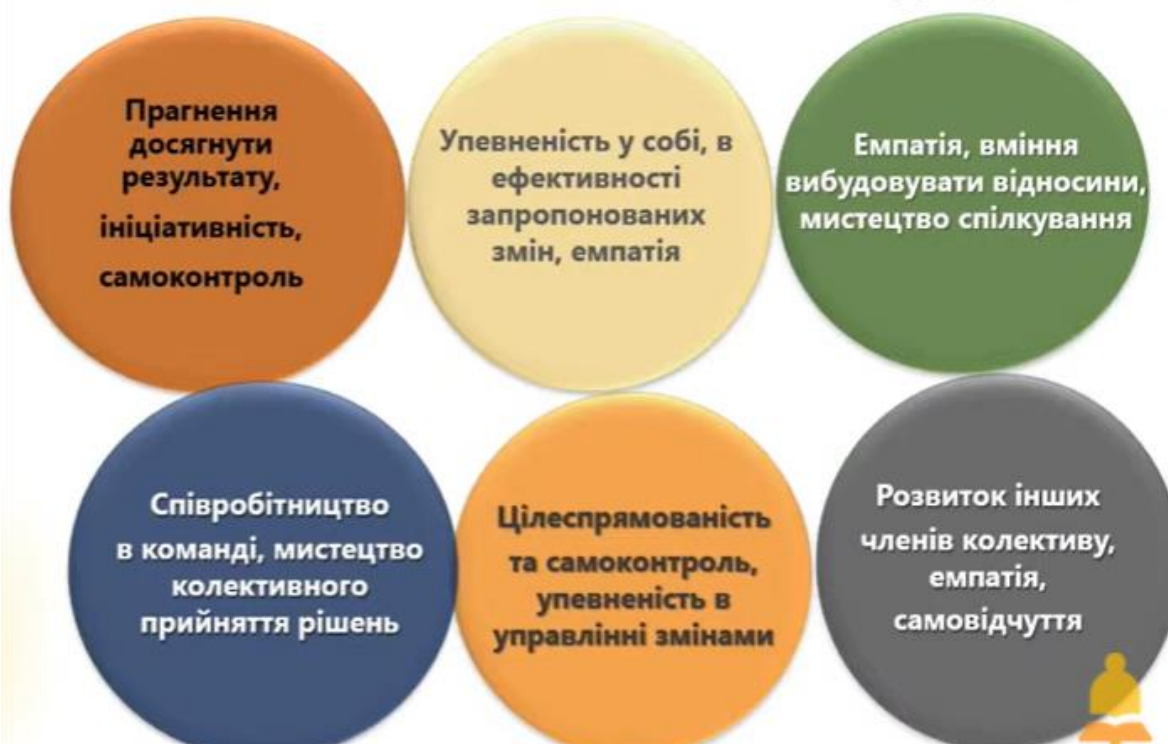 Прагнення
досягнути
результату,
ініціативність,
самоконтроль
Упевненість у собі, в
ефективності
запропонованих
змін, емпатія
Емпатія, вміння
вибудовувати відносини,
мистецтво спілкування
Співробітництво
в команді, мистецтво
колективного
прийняття рішень
Цілеспрямованість
та самоконтроль,
упевненість в
управлінні змінами
Розвиток інших
членів колективу,
емпатія,
самовідчуття